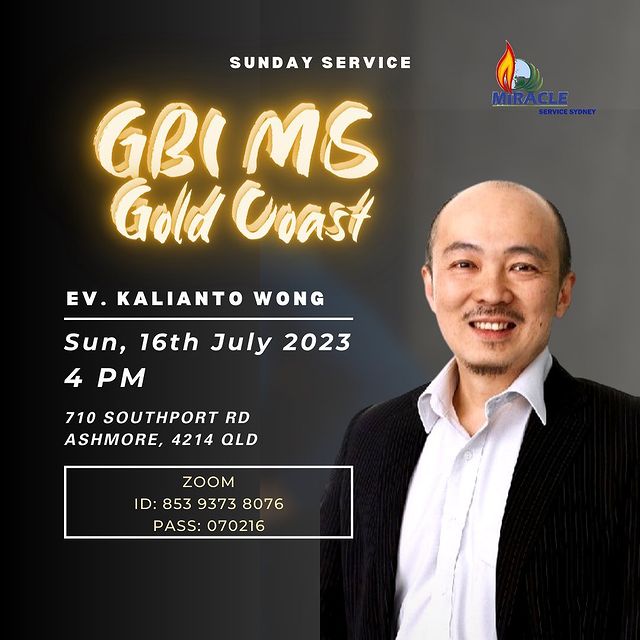 SUNDAY SERVICE
MIRACLE
SERVICE SYDNEY
GBI MS
Gold Coast
EV. KALIANTO WONG
Sun, 16th July 2023
4 PM
710 SOUTHPORT RD
ASHMORE, 4214 QLD
ZOOM
ID: 853 9373 8076
PASS: 070216